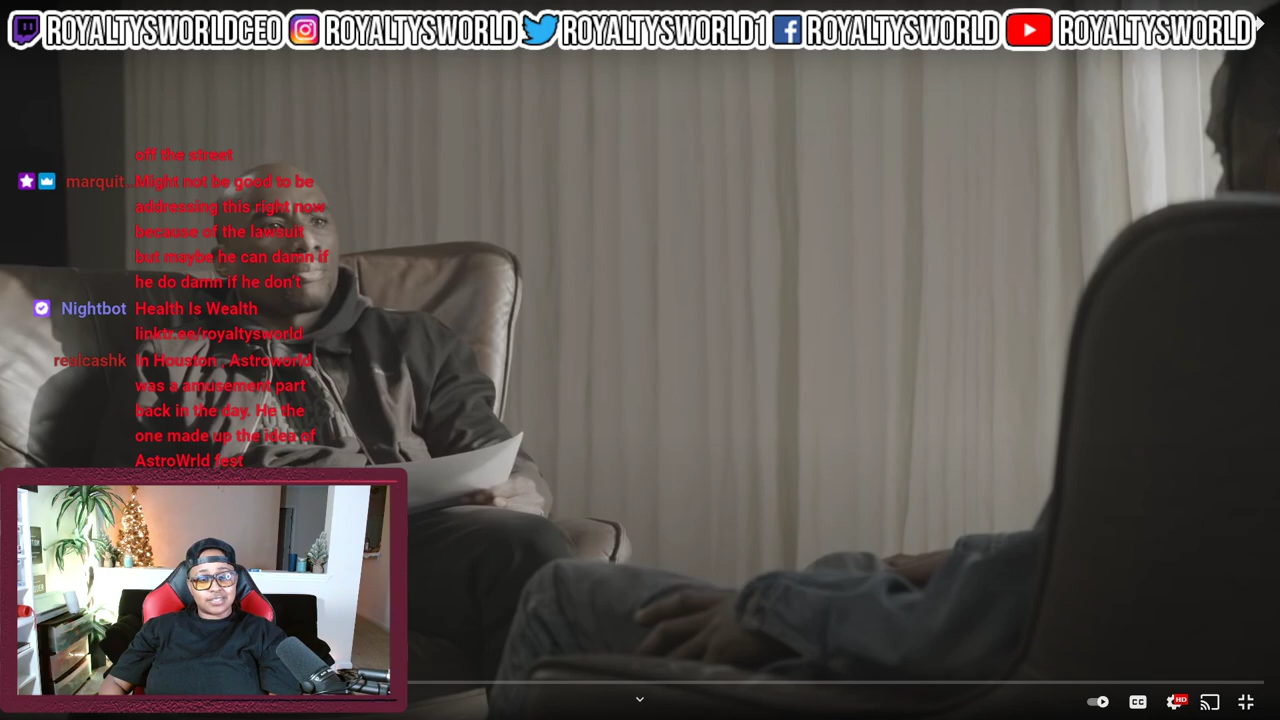 ROYALTYSWORLDCEO ROYALTYSWORLD ROYALTYSWORLD1 ROYALTYSWORLD ROYALTYSWORLD
off the street
marquit... Might not be good to be
addressing this right now
because of the lawsuit
but maybe he can damn if
he do damn if he don't
Nightbot Health Is Wealth
linktr.ee/royaltysworld
reulcashk In Houston , Astroworld
was a amusement part
back in the day. He the
one made up the idea of
AstroWrld fest
CC HD